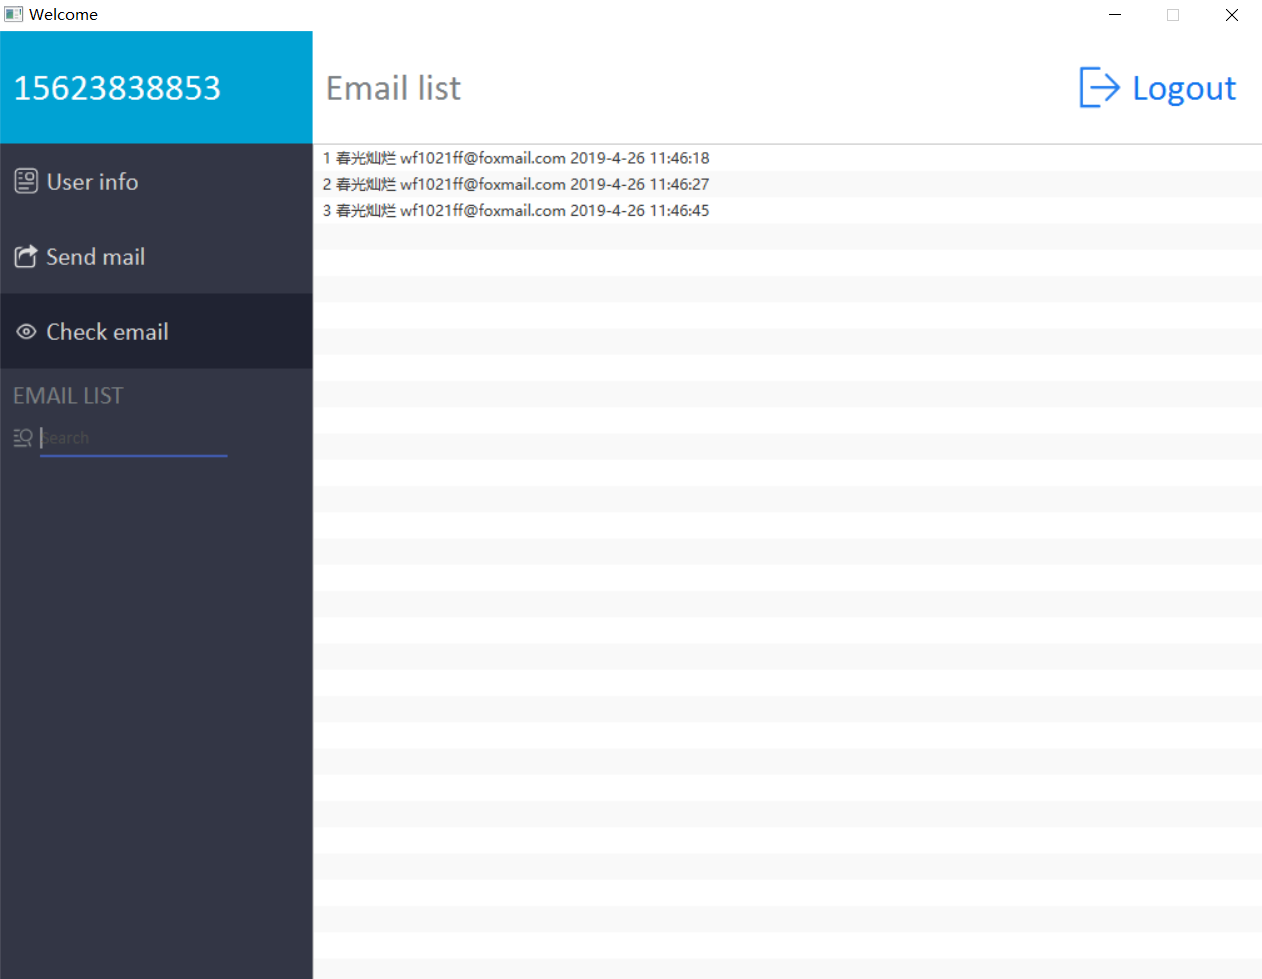 Welcome
15623838853
Email list
Logout
1 春光灿烂 wf1021ff@foxmail.com 2019-4-26 11:46:18
2 春光灿烂 wf1021ff@foxmail.com 2019-4-26 11:46:27
3 春光灿烂 wf1021ff@foxmail.com 2019-4-26 11:46:45
User info
Send mail
Check email
EMAIL LIST
Search